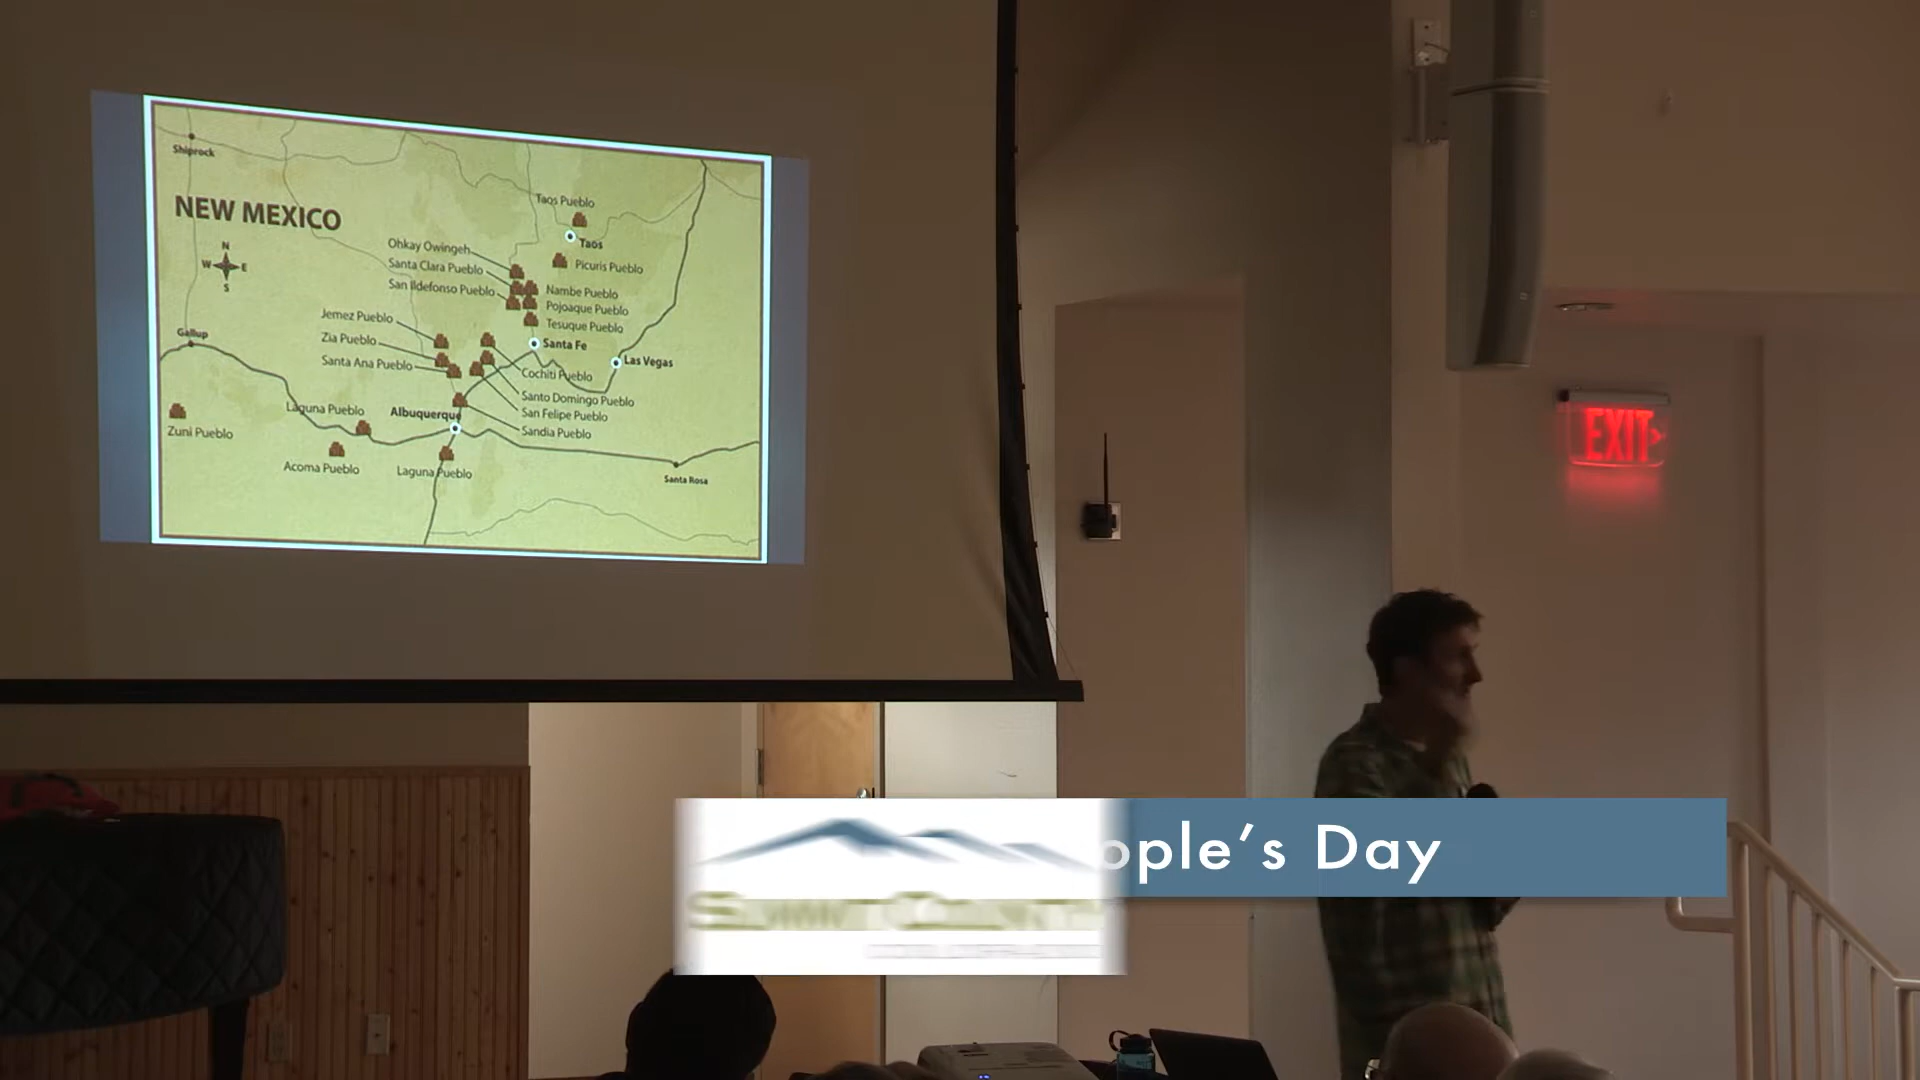 Shiprock
NEW MEXICO
N
W E
S
Taos Pueblo
Taos
Picuris Pueblo
Ohkay Owingeh
Santa Clara Pueblo
San Ildefonso Pueblo
Nambe Pueblo
Pojoaque Pueblo
Tesuque Pueblo
Jemez Pueblo
Zia Pueblo
Santa Ana Pueblo
Santa Fe
Las Vegas
Gallup
Cochiti Pueblo
Santo Domingo Pueblo
San Felipe Pueblo
Sandia Pueblo
Laguna Pueblo
Albuquerque
Zuni Pueblo
Acoma Pueblo
Laguna Pueblo
Santa Rosa
EXIT
ople's Day